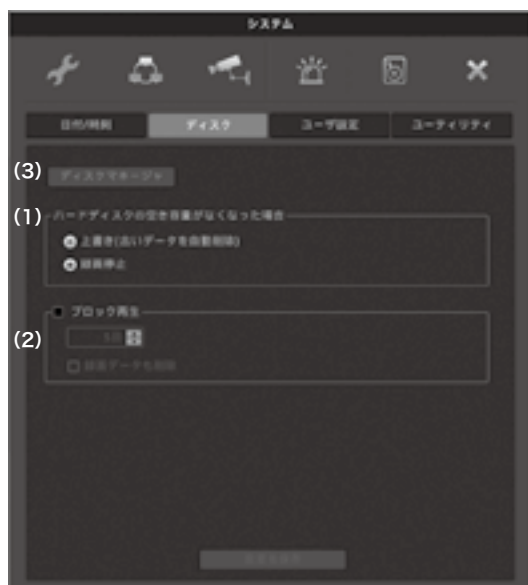 システム
日付/時刻 ディスク ユーザ設定 ユーティリティ
(3) ディスクマネージャ
(1) ハードディスクの空き容量がなくなった場合
上書き(古いデータを自動削除)
録画停止
ブロック再生
(2)
録画データも削除